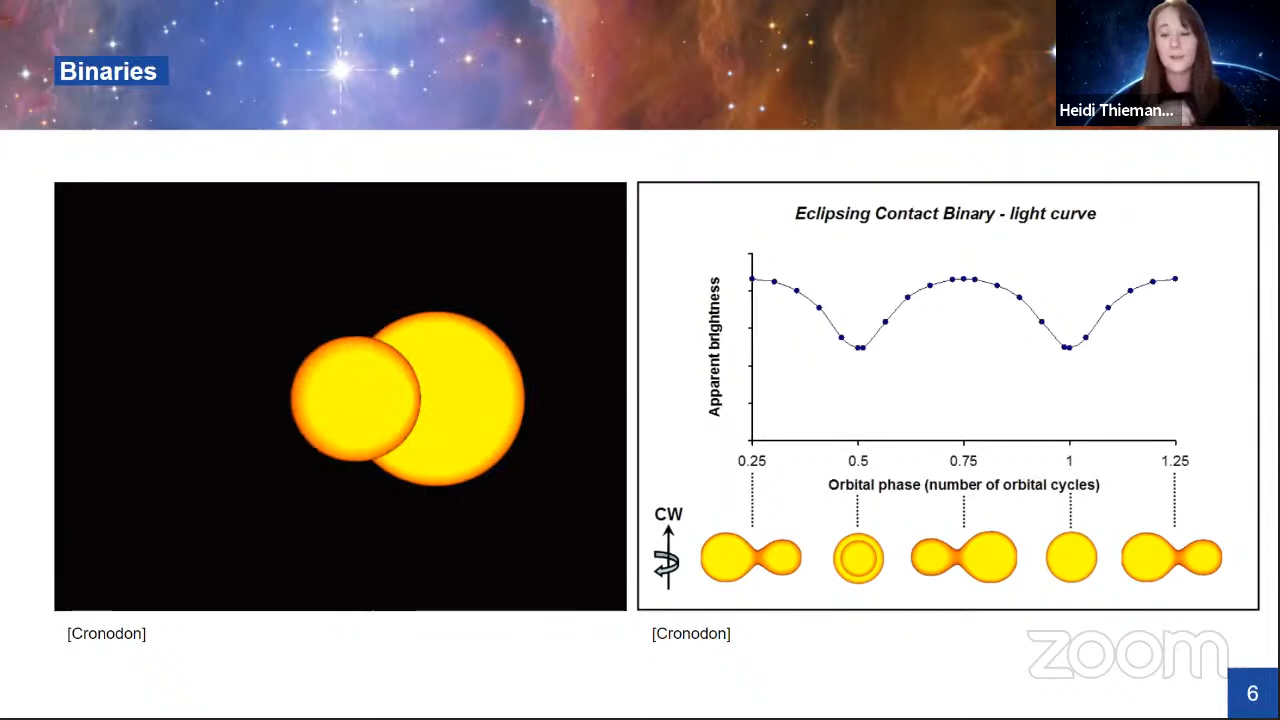 Binaries
Heidi Thieman...
Eclipsing Contact Binary - light curve
Apparent brightness
0.25 0.5 0.75 1 1.25
Orbital phase (number of orbital cycles)
CW
[Cronodon] [Cronodon]
zoom
6